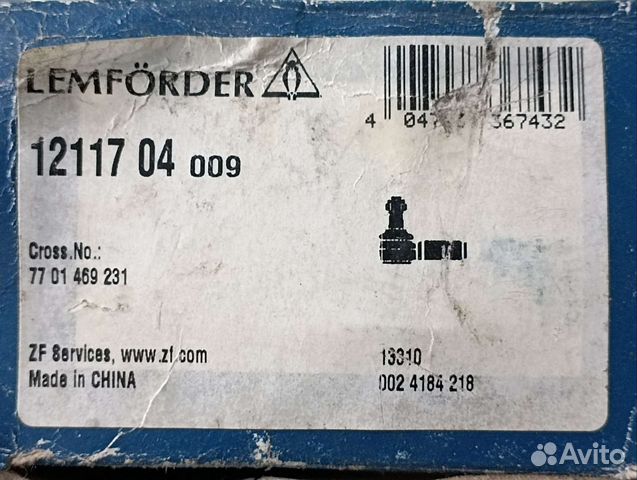 LEMFÖRDER
12117 04 009
4 047 367432
Cross.No.:
77 01 469 231
ZF Services, www.zf.com
Made in CHINA
13310
002 4184 218
Avito